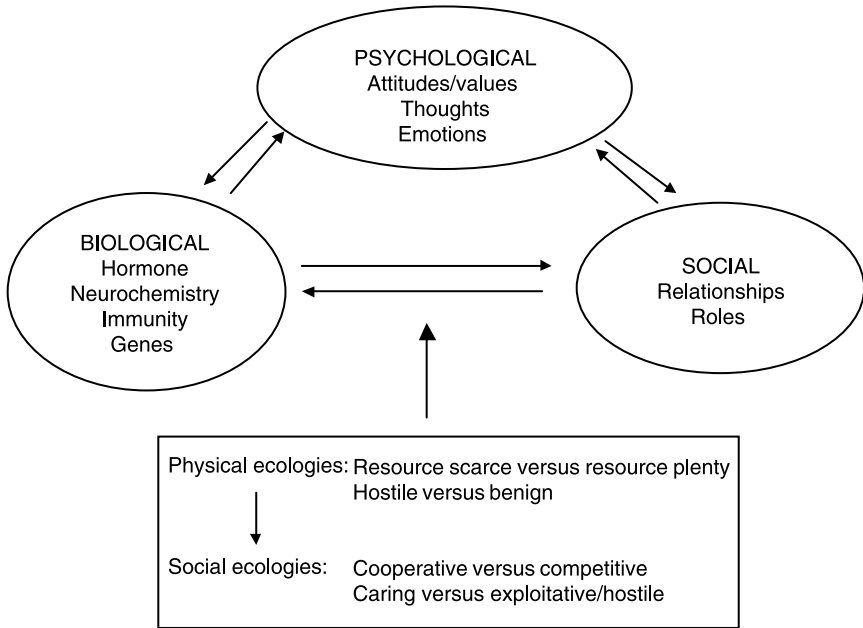 PSYCHOLOGICAL
Attitudes/values
Thoughts
Emotions
BIOLOGICAL
Hormone
Neurochemistry
Immunity
Genes
SOCIAL
Relationships
Roles
Physical ecologies: Resource scarce versus resource plenty
Hostile versus benign
Social ecologies: Cooperative versus competitive
Caring versus exploitative/hostile